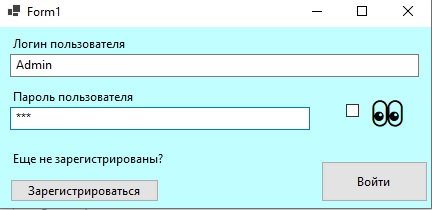 Form1
Логин пользователя
Admin
Пароль пользователя
***
Еще не зарегистрированы?
Зарегистрироваться
Войти